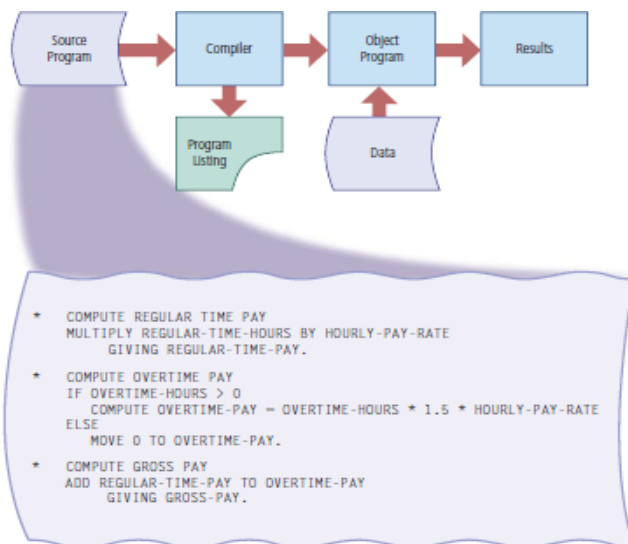 Source
Program
Compiler
Object
Program
Results
Program
Listing
Data
* COMPUTE REGULAR TIME PAY
MULTIPLY REGULAR-TIME-HOURS BY HOURLY-PAY-RATE
GIVING REGULAR-TIME-PAY.
* COMPUTE OVERTIME PAY
IF OVERTIME-HOURS > 0
COMPUTE OVERTIME-PAY = OVERTIME-HOURS * 1.5 * HOURLY-PAY-RATE
ELSE
MOVE 0 TO OVERTIME-PAY.
* COMPUTE GROSS PAY
ADD REGULAR-TIME-PAY TO OVERTIME-PAY
GIVING GROSS-PAY.